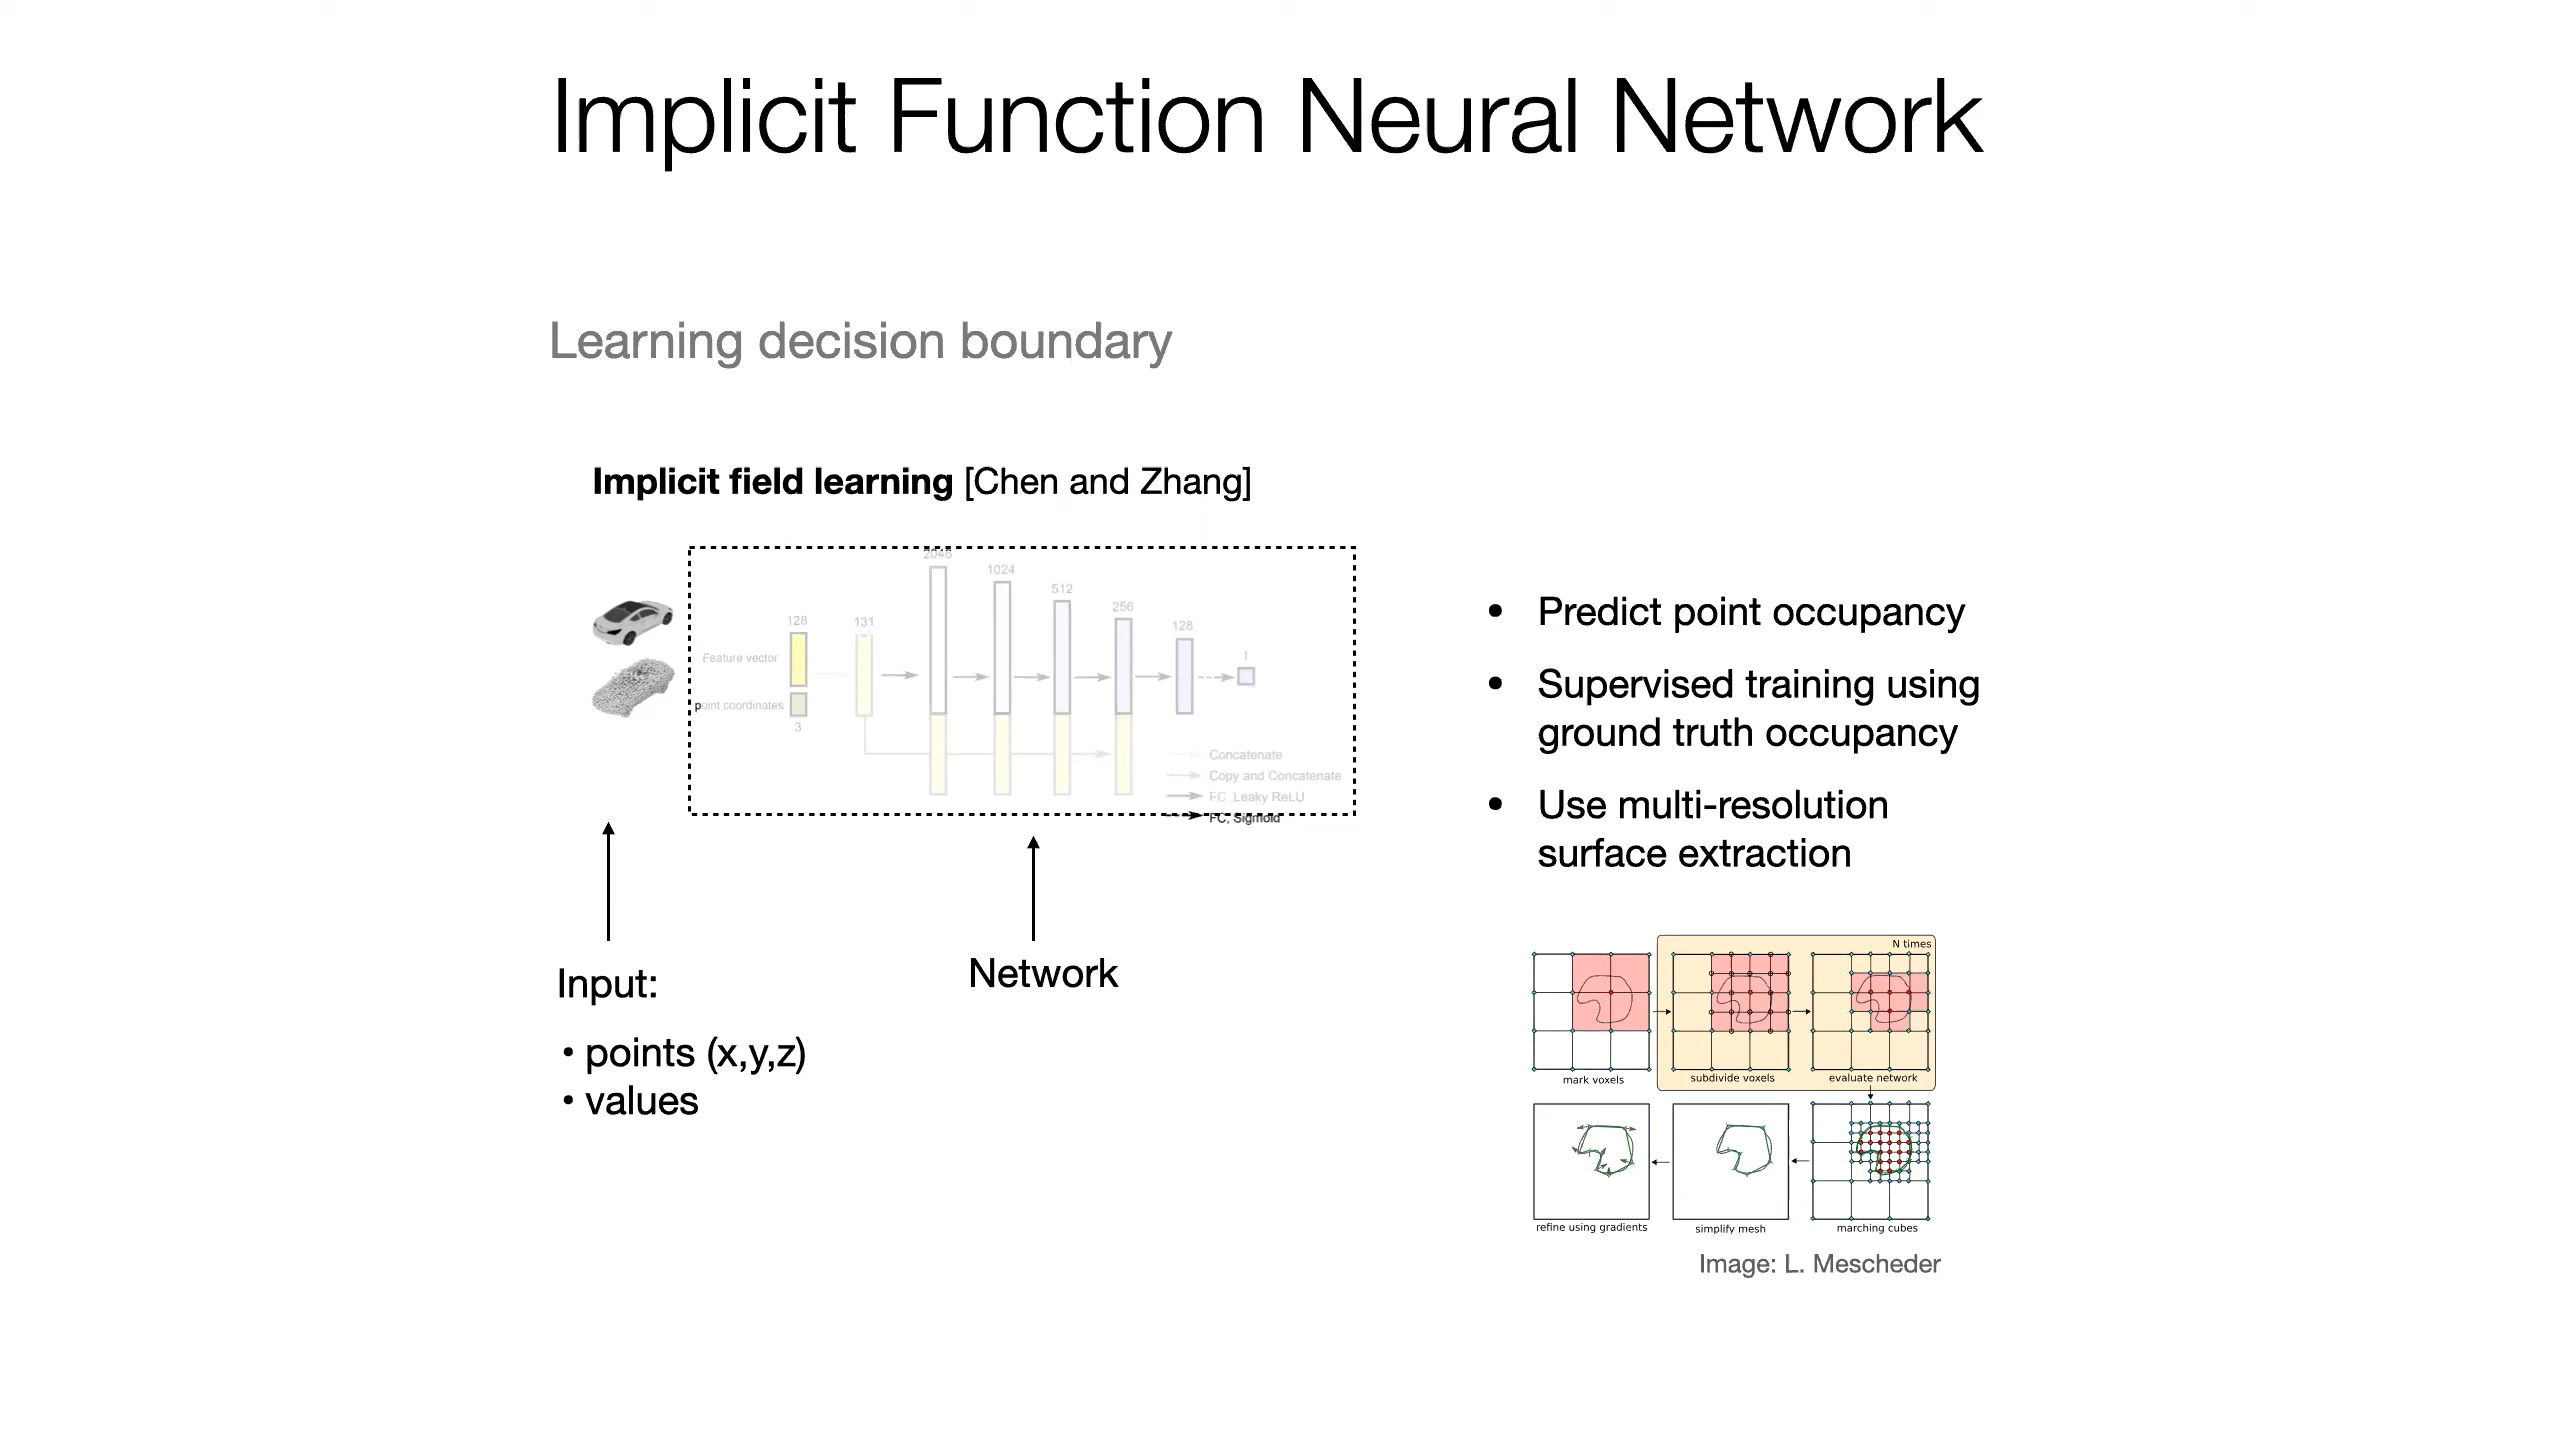 Implicit Function Neural Network
Learning decision boundary
Implicit field learning [Chen and Zhang]
2048
1024
512
256
128
131
128
1
Feature vector
point coordinates
3
Concatenate
Copy and Concatenate
FC, Leaky ReLU
FC, Sigmoid
Input:
• points (x,y,z)
• values
Network
• Predict point occupancy
• Supervised training using
ground truth occupancy
• Use multi-resolution
surface extraction
N times
mark voxels
subdivide voxels
evaluate network
refine using gradients
simplify mesh
marching cubes
Image: L. Mescheder